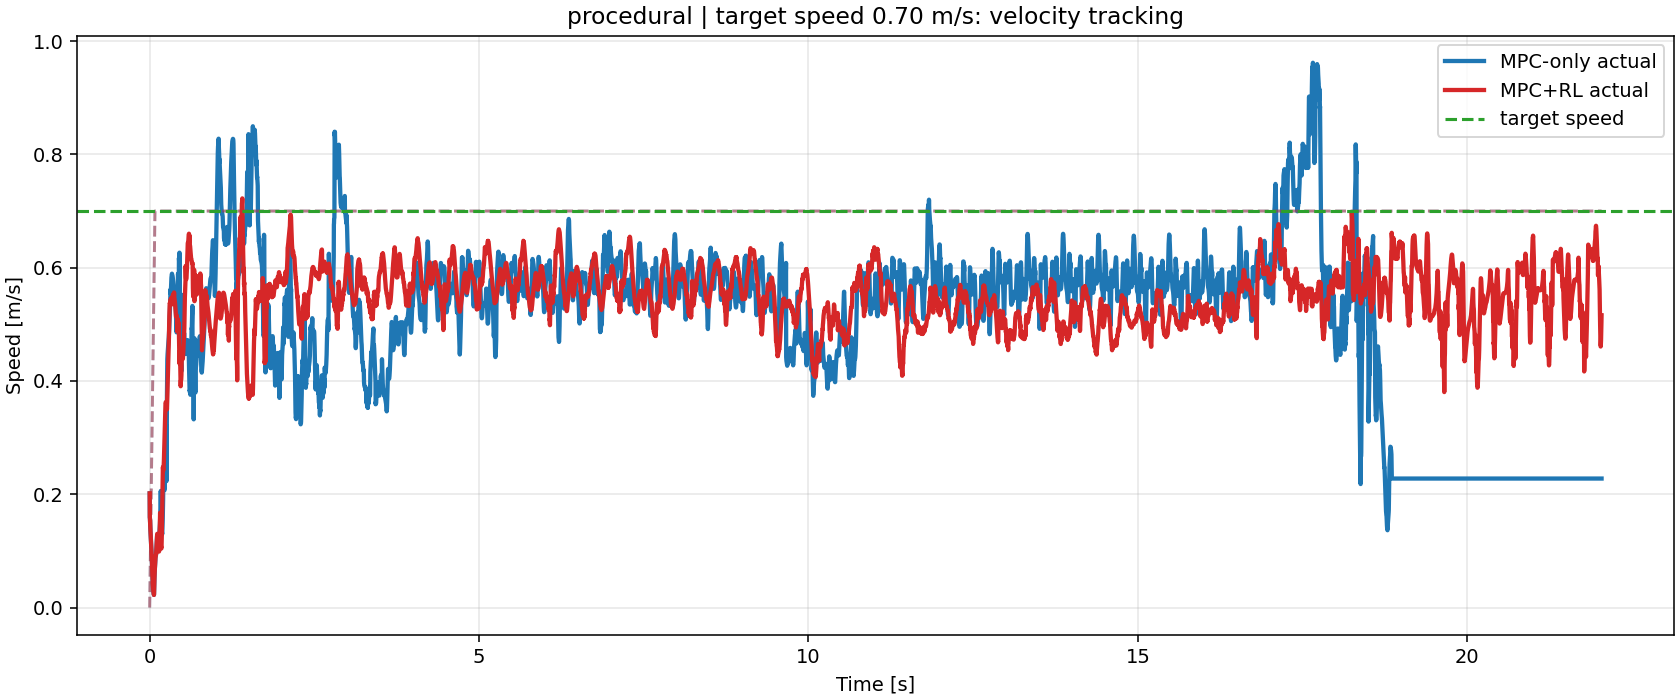 procedural | target speed 0.70 m/s: velocity tracking
MPC-only actual
MPC+RL actual
target speed
Speed [m/s]
1.0
0.8
0.6
0.4
0.2
0.0
0 5 10 15 20
Time [s]